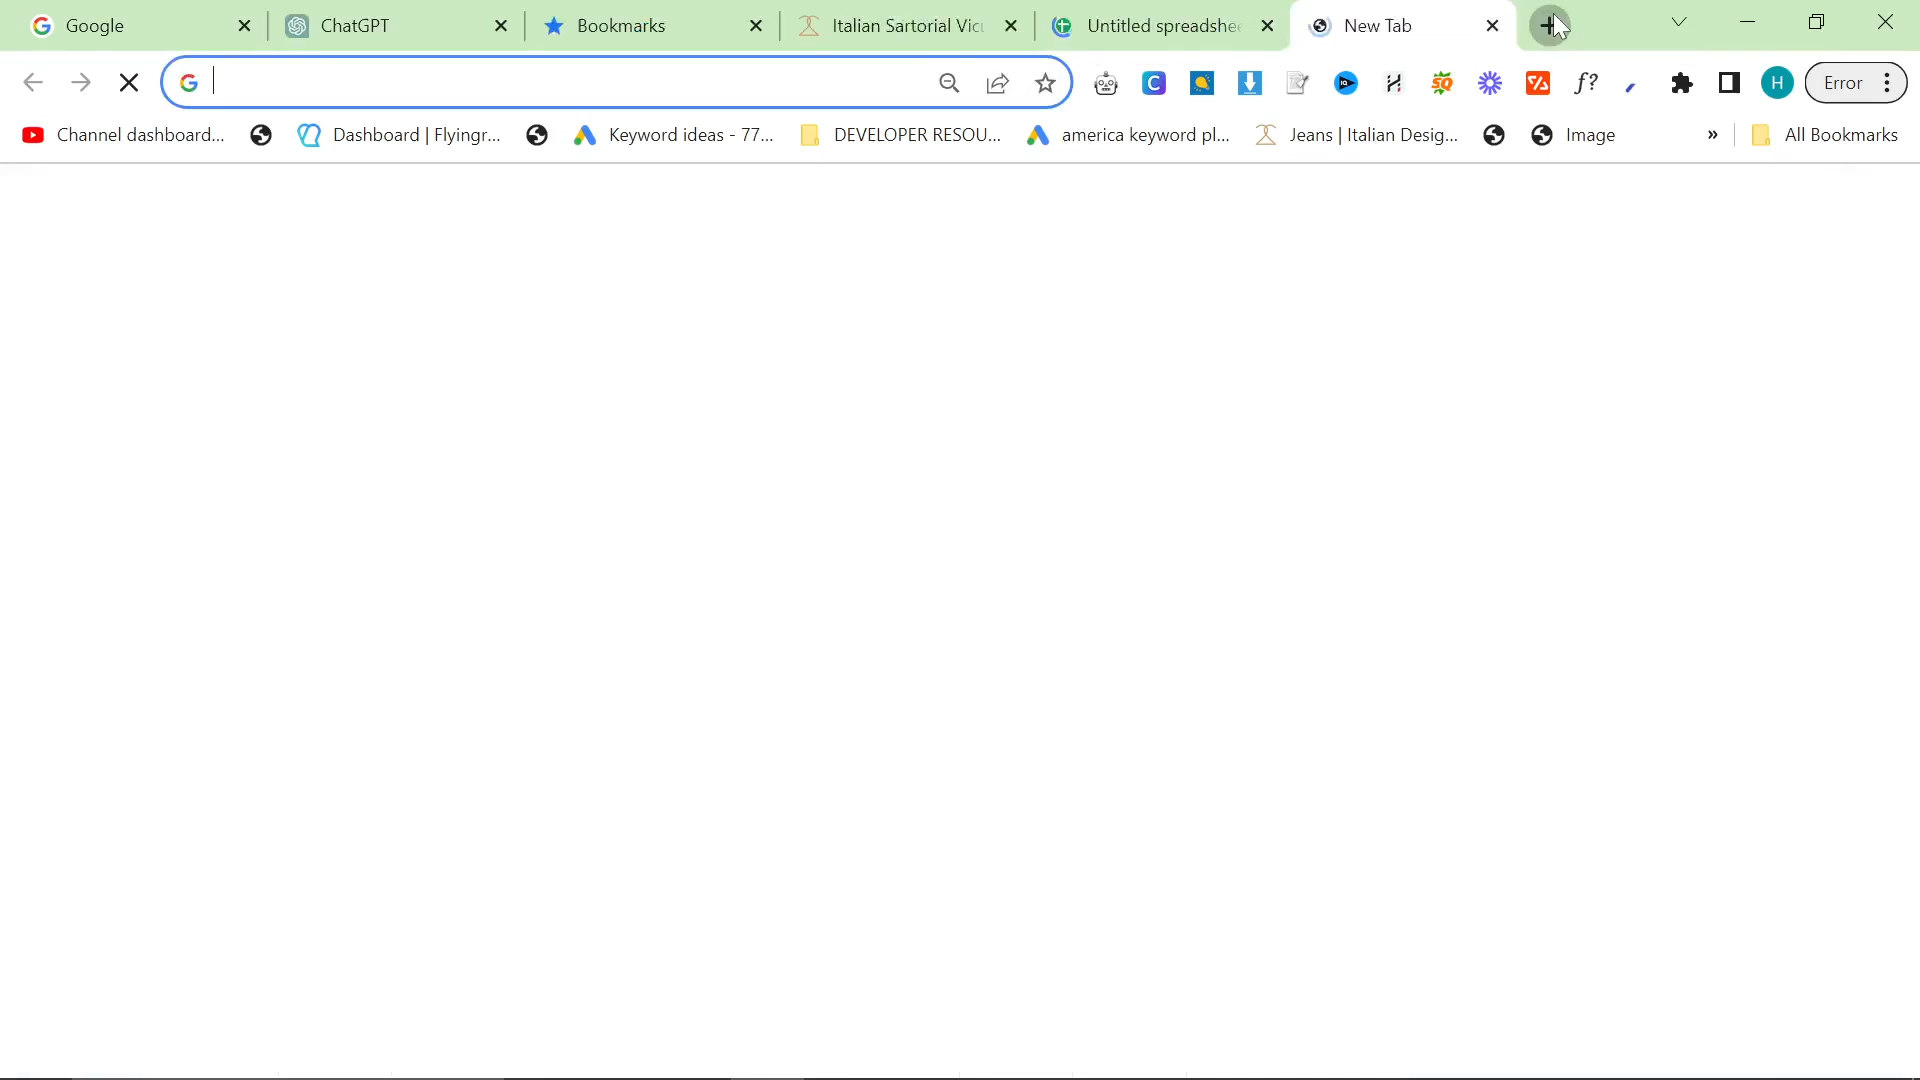 Google
ChatGPT
Bookmarks
Italian Sartorial Vic
Untitled spreadshe
New Tab
Error
H
Channel dashboard...
Dashboard | Flyingr...
Keyword ideas - 77...
DEVELOPER RESOU...
america keyword pl...
Jeans | Italian Desig...
Image
»
All Bookmarks